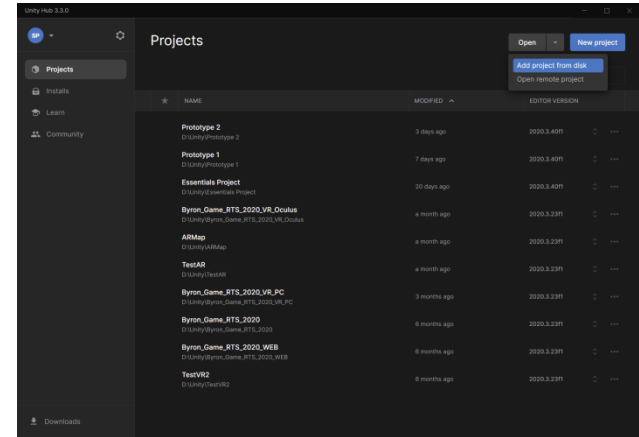 Unity Hub 3.3.0
SP
Projects
Open
New project
Add project from disk
Open remote project
Projects
Installs
Learn
Community
NAME
MODIFIED
EDITOR VERSION
Prototype 2
D:\Unity\Prototype 2
3 days ago
2020.3.40f1
Prototype 1
D:\Unity\Prototype 1
7 days ago
2020.3.40f1
Essentials Project
D:\Unity\Essentials Project
20 days ago
2020.3.40f1
Byron_Game_RTS_2020_VR_Oculus
D:\Unity\Byron_Game_RTS_2020_VR_Oculus
a month ago
2020.3.23f1
ARMap
D:\Unity\ARMap
a month ago
2020.3.23f1
TestAR
D:\Unity\TestAR
a month ago
2020.3.23f1
Byron_Game_RTS_2020_VR_PC
D:\Unity\Byron_Game_RTS_2020_VR_PC
3 months ago
2020.3.23f1
Byron_Game_RTS_2020
D:\Unity\Byron_Game_RTS_2020
6 months ago
2020.3.23f1
Byron_Game_RTS_2020_WEB
D:\Unity\Byron_Game_RTS_2020_WEB
8 months ago
2020.3.23f1
TestVR2
D:\Unity\TestVR2
8 months ago
2020.3.23f1
Downloads